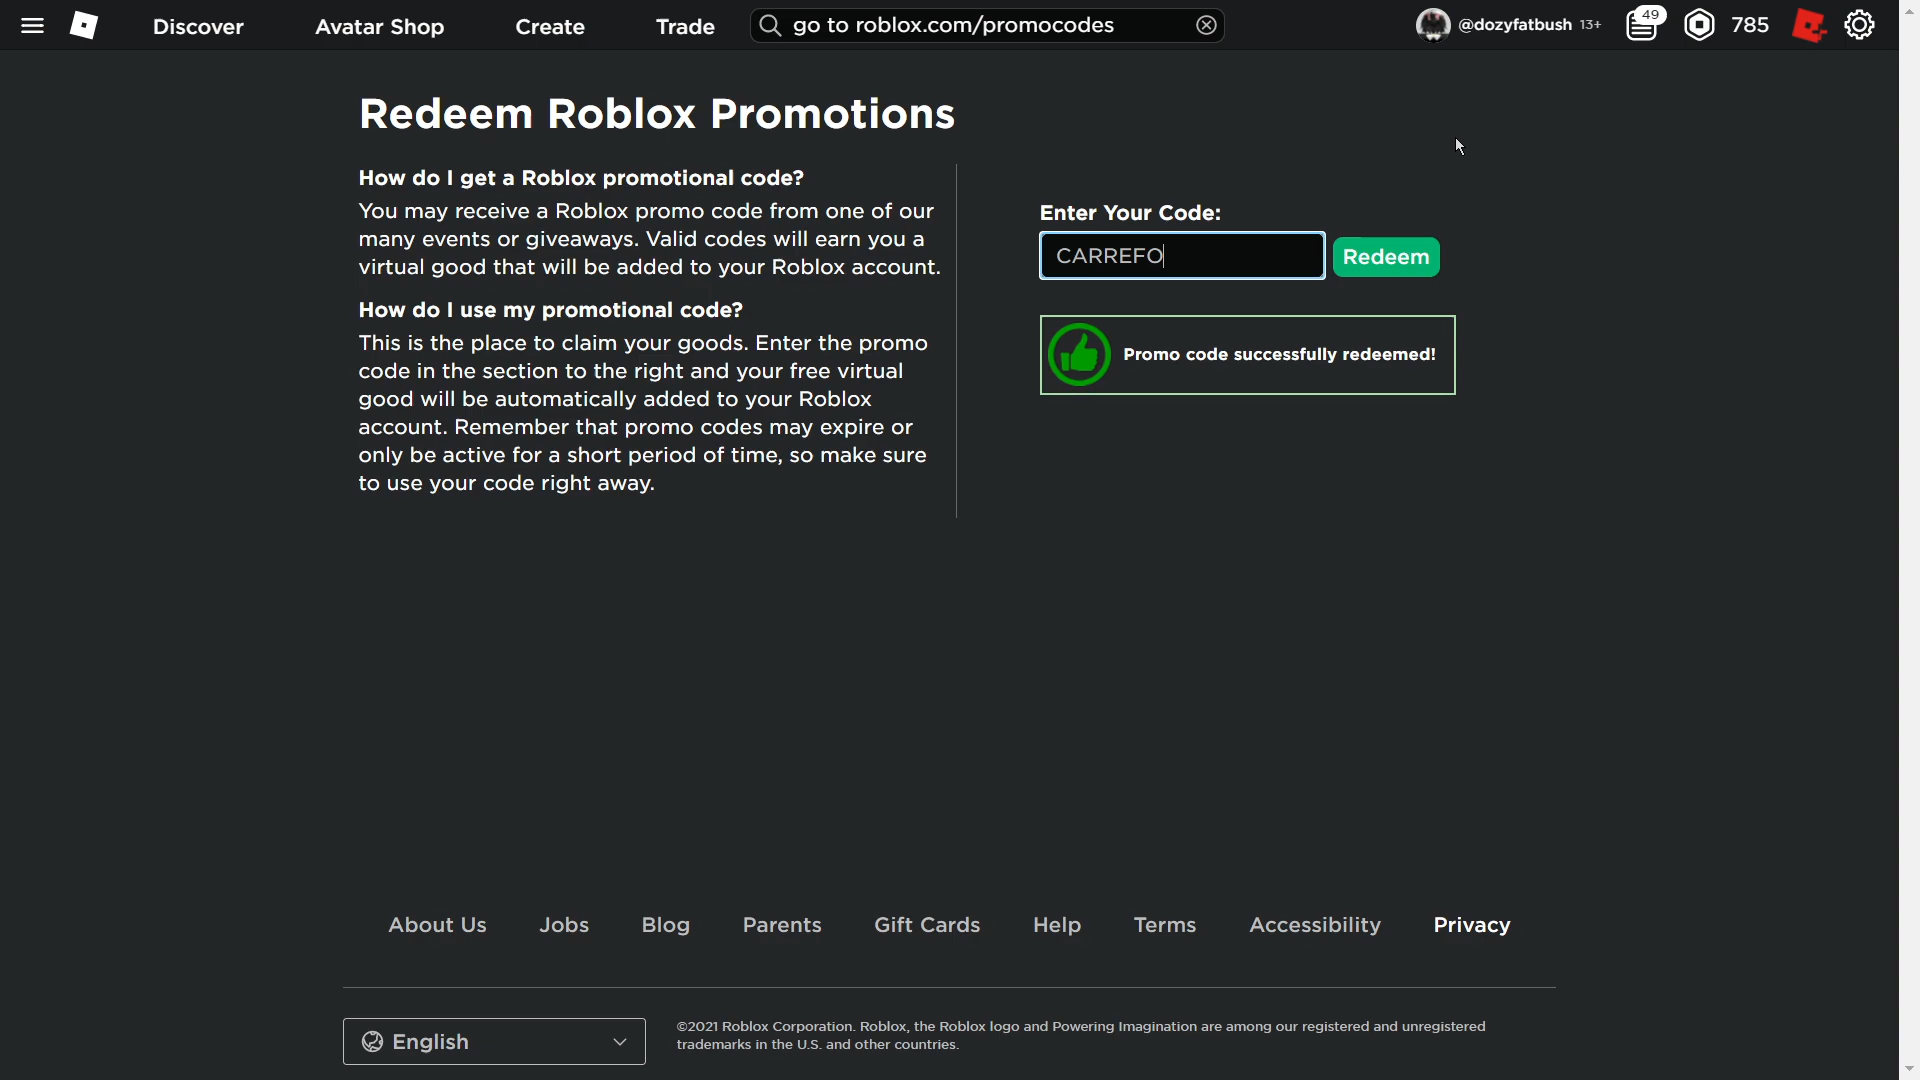 Discover Avatar Shop Create Trade go to roblox.com/promocodes @dozyfatbush 13+ 49 785
Redeem Roblox Promotions
How do I get a Roblox promotional code?
You may receive a Roblox promo code from one of our
many events or giveaways. Valid codes will earn you a
virtual good that will be added to your Roblox account.
How do I use my promotional code?
This is the place to claim your goods. Enter the promo
code in the section to the right and your free virtual
good will be automatically added to your Roblox
account. Remember that promo codes may expire or
only be active for a short period of time, so make sure
to use your code right away.
Enter Your Code:
CARREFO Redeem
Promo code successfully redeemed!
About Us Jobs Blog Parents Gift Cards Help Terms Accessibility Privacy
English
©2021 Roblox Corporation. Roblox, the Roblox logo and Powering Imagination are among our registered and unregistered
trademarks in the U.S. and other countries.